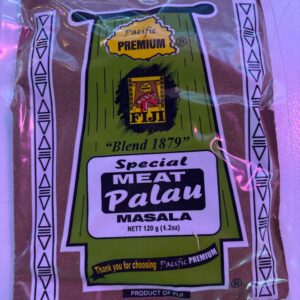 Pacific
PREMIUM
FIJI
"Blend 1879"
Special
MEAT
Palau
MASALA
NETT 120 g (4.2oz)
Thank you for choosing Pacific PREMIUM
®
PRODUCT OF FIJI